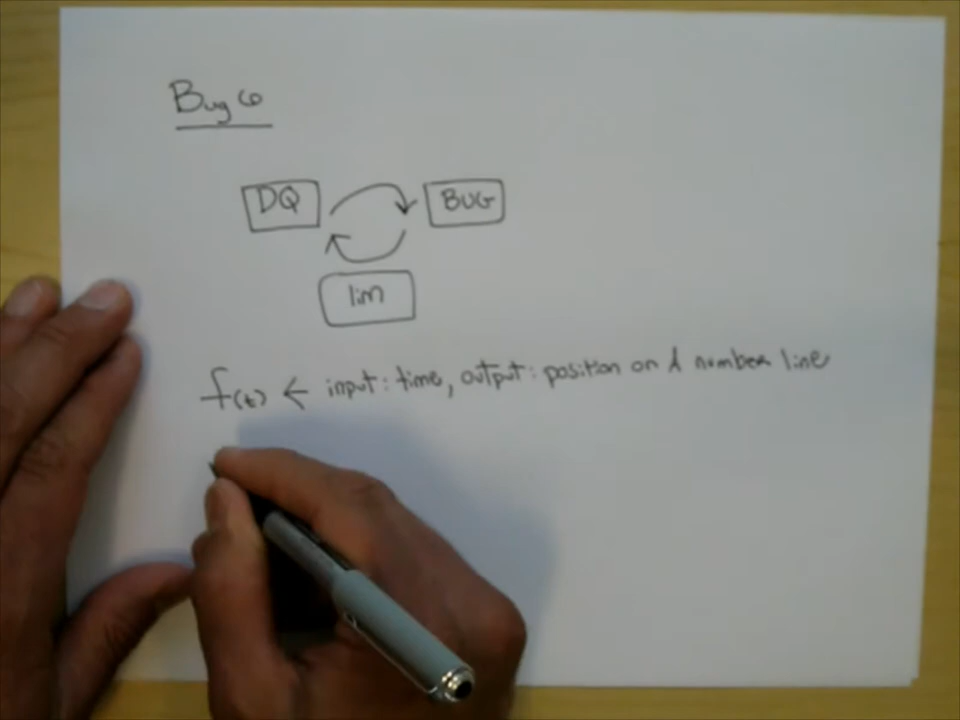 Bug 6
DQ
BUG
lim
f(t) ← input: time, output: position on a number line